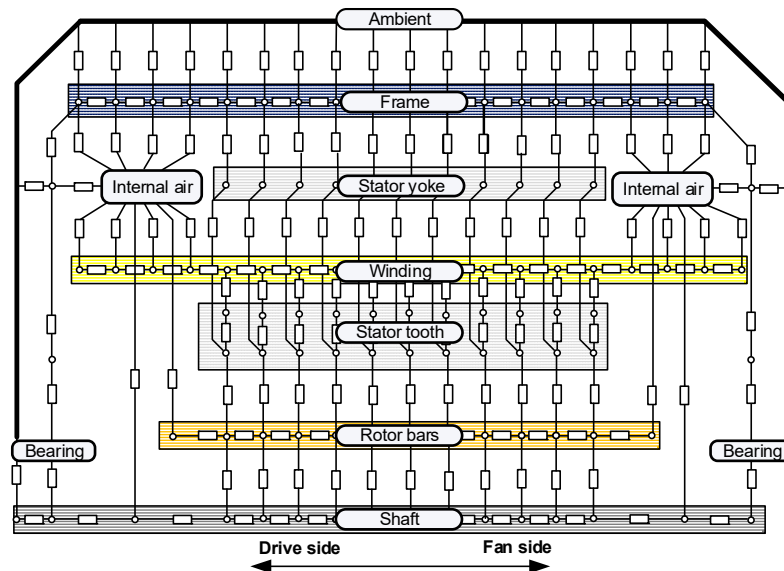 Ambient
Frame
Internal air
Stator yoke
Internal air
Winding
Stator tooth
Rotor bars
Bearing
Bearing
Shaft
Drive side
Fan side